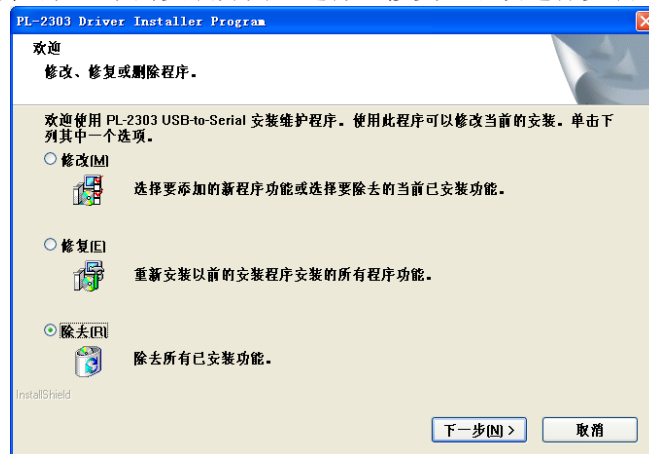 PL-2303 Driver Installer Program
欢迎
修改、修复或删除程序。
欢迎使用 PL-2303 USB-to-Serial 安装维护程序。使用此程序可以修改当前的安装。单击下
列其中一个选项。
修改(M)
选择要添加的新程序功能或选择要除去的当前已安装功能。
修复(E)
重新安装以前的安装程序安装的所有程序功能。
除去(R)
除去所有已安装功能。
InstallShield
下一步(N) >
取消